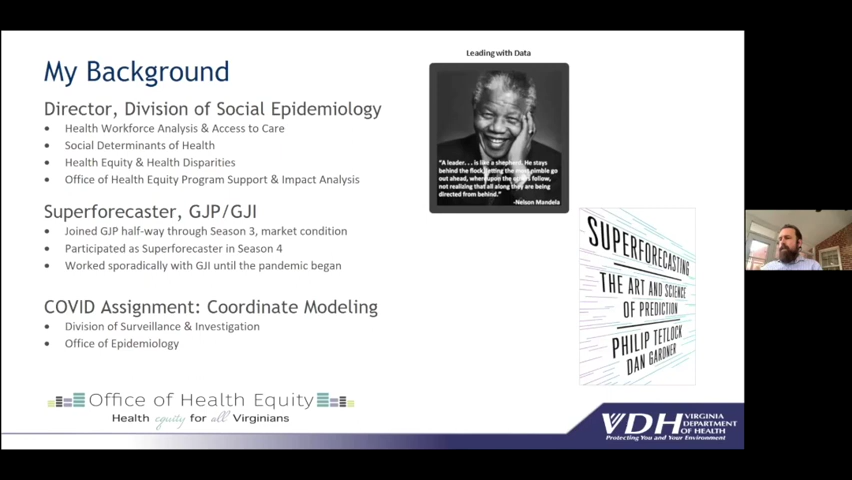 Leading with Data
My Background
Director, Division of Social Epidemiology
• Health Workforce Analysis & Access to Care
• Social Determinants of Health
• Health Equity & Health Disparities
• Office of Health Equity Program Support & Impact Analysis
Superforecaster, GJP/GJI
• Joined GJP half-way through Season 3, market condition
• Participated as Superforecaster in Season 4
• Worked sporadically with GJI until the pandemic began
COVID Assignment: Coordinate Modeling
• Division of Surveillance & Investigation
• Office of Epidemiology
"A leader. . . is like a shepherd. He stays
behind the flock, letting the most nimble go
out ahead, whereupon the others follow,
not realizing that all along they are being
directed from behind."
-Nelson Mandela
SUPERFORECASTING
THE ART AND SCIENCE
OF PREDICTION
PHILIP TETLOCK
DAN GARDNER
Office of Health Equity
Health equity for all Virginians
VDH VIRGINIA
DEPARTMENT
OF HEALTH
Protecting You and Your Environment